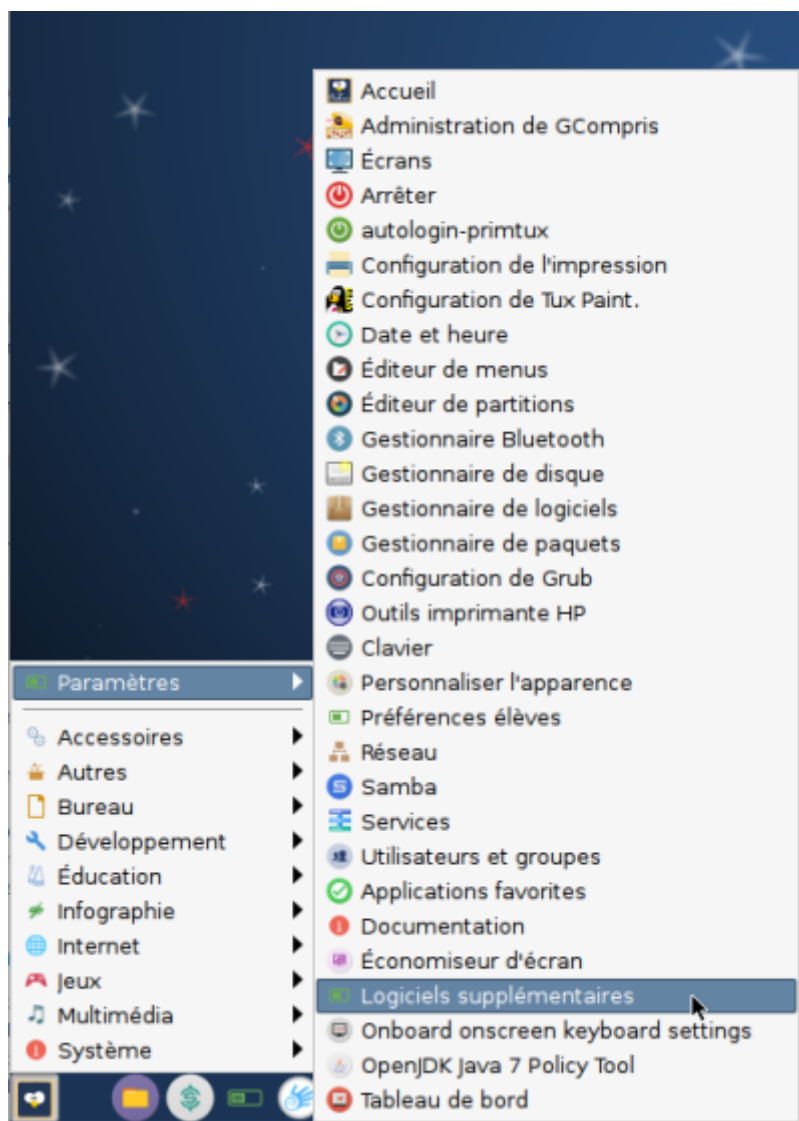 Accueil
Administration de GCompris
Écrans
Arrêter
autologin-primtux
Configuration de l'impression
Configuration de Tux Paint.
Date et heure
Éditeur de menus
Éditeur de partitions
Gestionnaire Bluetooth
Gestionnaire de disque
Gestionnaire de logiciels
Gestionnaire de paquets
Configuration de Grub
Outils imprimante HP
Clavier
Personnaliser l'apparence
Préférences élèves
Réseau
Samba
Services
Utilisateurs et groupes
Applications favorites
Documentation
Économiseur d'écran
Logiciels supplémentaires
Onboard onscreen keyboard settings
OpenJDK Java 7 Policy Tool
Tableau de bord
Paramètres
Accessoires
Autres
Bureau
Développement
Éducation
Infographie
Internet
Jeux
Multimédia
Système